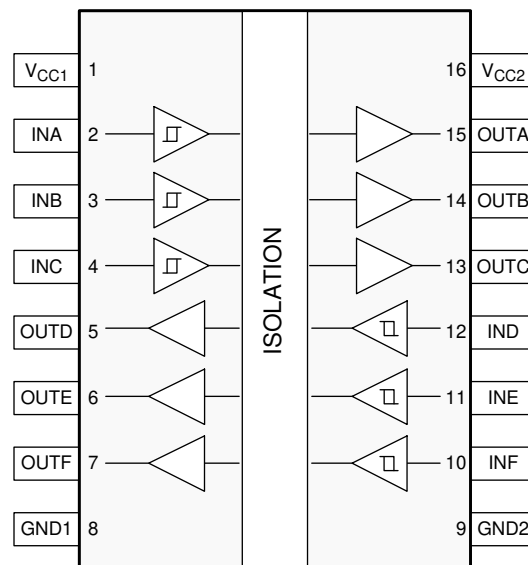 VCC1 1 16 VCC2
INA 2 15 OUTA
INB 3 14 OUTB
INC 4 13 OUTC
OUTD 5 12 IND
OUTE 6 11 INE
OUTF 7 10 INF
GND1 8 9 GND2
ISOLATION